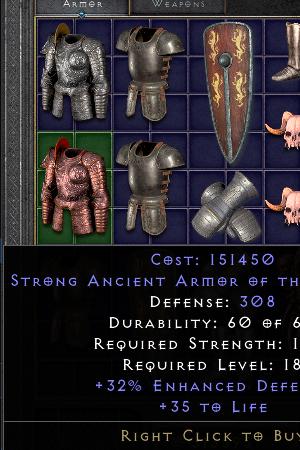 Armor Weapons
Cost: 151450
Strong Ancient Armor of th
Defense: 308
Durability: 60 of 6
Required Strength: 1
Required Level: 18
+32% Enhanced Defe
+35 to Life
Right Click to Bu